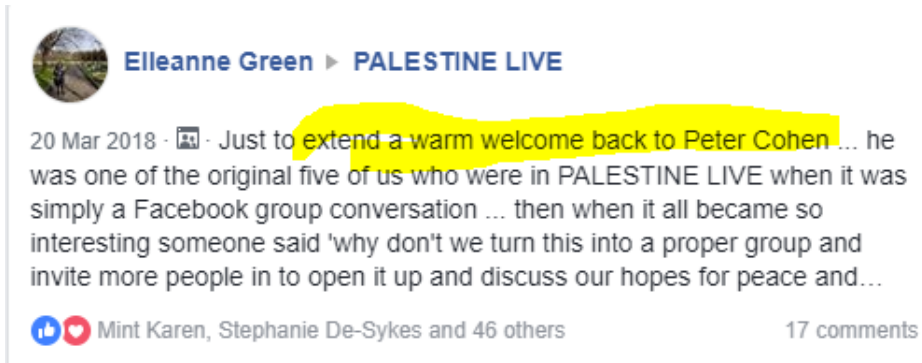 Elleanne Green ▸ PALESTINE LIVE
20 Mar 2018 · Just to extend a warm welcome back to Peter Cohen ... he
was one of the original five of us who were in PALESTINE LIVE when it was
simply a Facebook group conversation ... then when it all became so
interesting someone said 'why don't we turn this into a proper group and
invite more people in to open it up and discuss our hopes for peace and...
Mint Karen, Stephanie De-Sykes and 46 others 17 comments